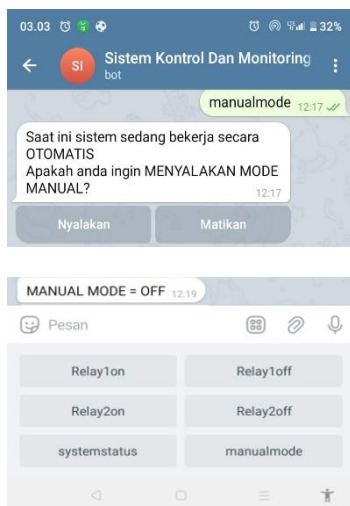 03.03 32%
SI Sistem Kontrol Dan Monitoring
bot
manualmode 12:17
Saat ini sistem sedang bekerja secara
OTOMATIS
Apakah anda ingin MENYALAKAN MODE
MANUAL?
12:17
Nyalakan Matikan
MANUAL MODE = OFF 12:19
Pesan
Relay1on Relay1off
Relay2on Relay2off
systemstatus manualmode